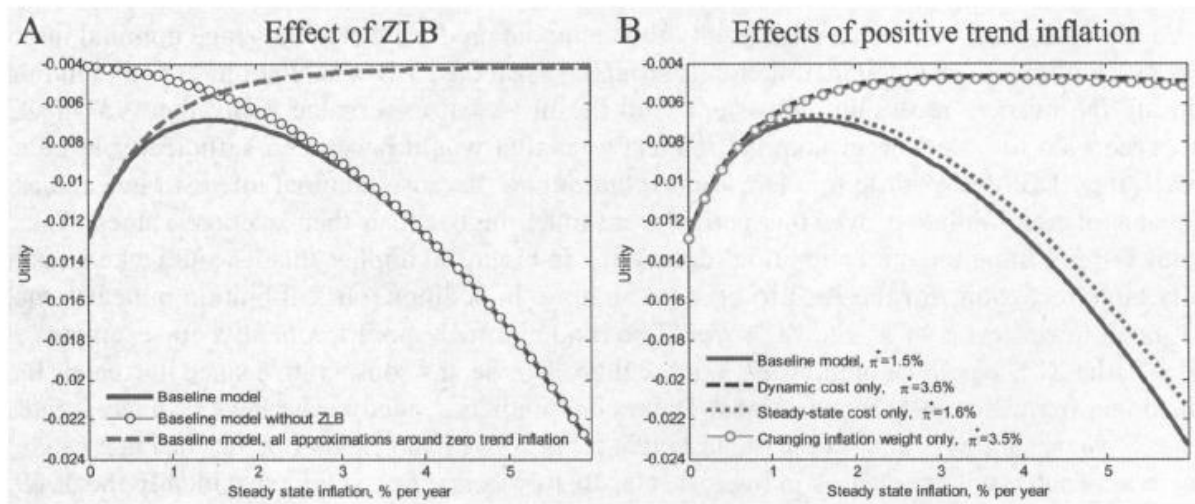 A
Effect of ZLB
-0.004
-0.006
-0.008
-0.01
-0.012
-0.014
-0.016
-0.018
-0.02
-0.022
-0.024
Utility
Baseline model
Baseline model without ZLB
Baseline model, all approximations around zero trend inflation
0 1 2 3 4 5
Steady state inflation, % per year
B
Effects of positive trend inflation
-0.004
-0.006
-0.008
-0.01
-0.012
-0.014
-0.016
-0.018
-0.02
-0.022
-0.024
Utility
Baseline model, π*=1.5%
Dynamic cost only, π*=3.6%
Steady-state cost only, π*=1.6%
Changing inflation weight only, π*=3.5%
0 1 2 3 4 5
Steady state inflation, % per year